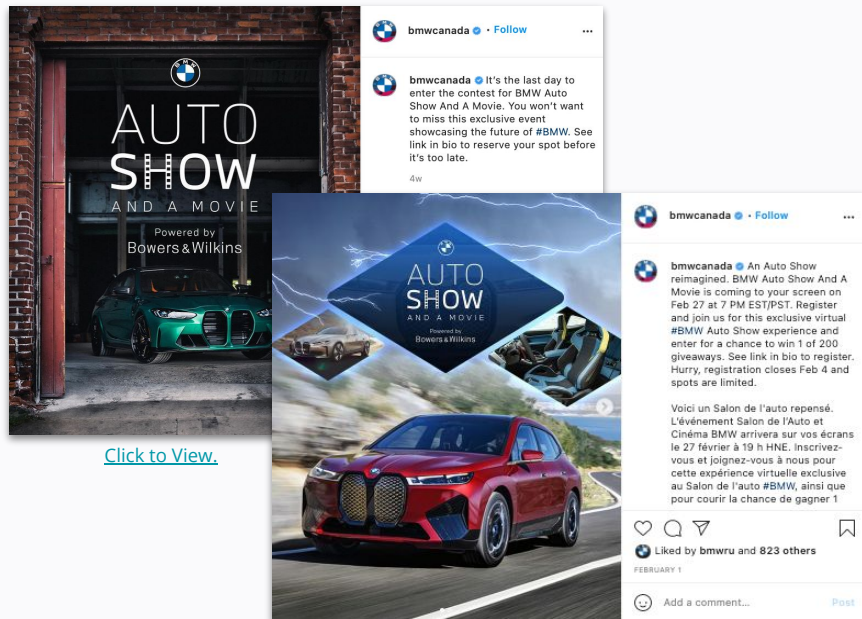 BMW
AUTO
SHOW
AND A MOVIE
Powered by
Bowers & Wilkins
bmwcanada • Follow
bmwcanada It's the last day to
enter the contest for BMW Auto
Show And A Movie. You won't want
to miss this exclusive event
showcasing the future of #BMW. See
link in bio to reserve your spot before
it's too late.
4w
Click to View.
AUTO
SHOW
AND A MOVIE
Powered by
Bowers & Wilkins
bmwcanada • Follow
bmwcanada An Auto Show
reimagined. BMW Auto Show And A
Movie is coming to your screen on
Feb 27 at 7 PM EST/PST. Register
and join us for this exclusive virtual
#BMW Auto Show experience and
enter for a chance to win 1 of 200
giveaways. See link in bio to register.
Hurry, registration closes Feb 4 and
spots are limited.
Voici un Salon de l'auto repensé.
L'événement Salon de l'Auto et
Cinéma BMW arrivera sur vos écrans
le 27 février à 19 h HNE. Inscrivez-
vous et joignez-vous à nous pour
cette expérience virtuelle exclusive
au Salon de l'auto #BMW, ainsi que
pour courir la chance de gagner 1
Liked by bmwru and 823 others
FEBRUARY 1
Add a comment...
Post